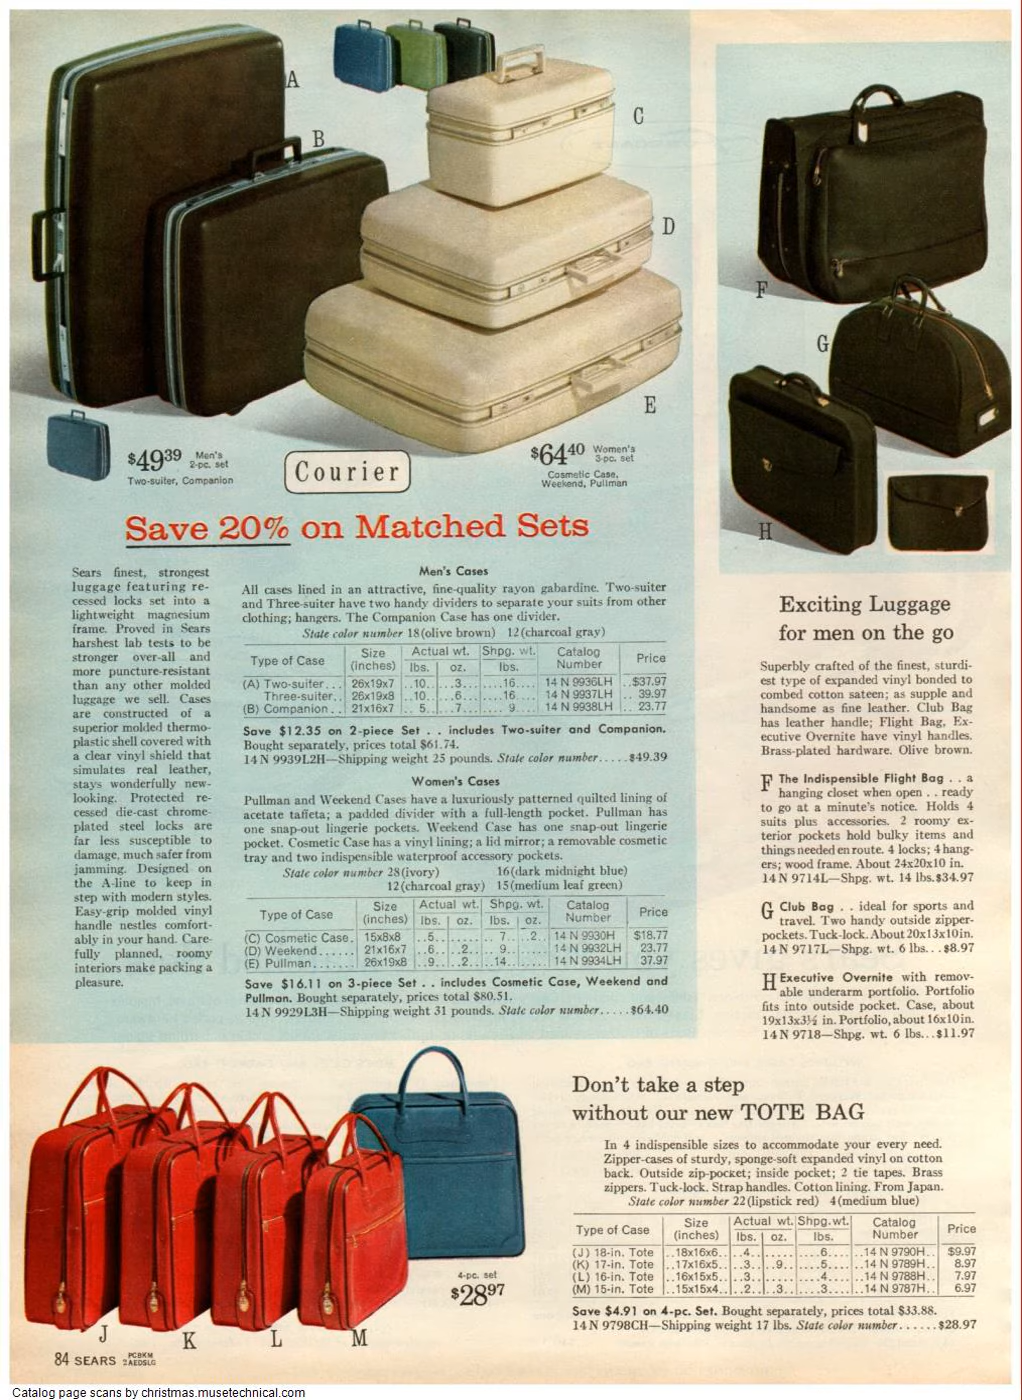 A
B
C
D
E
F
G
H
$49.39 Men's
2-pc. set
Two-suiter, Companion
Courier
$64.40 Women's
3-pc. set
Cosmetic Case,
Weekend, Pullman
Save 20% on Matched Sets
Sears finest, strongest
luggage featuring re-
cessed locks set into a
lightweight magnesium
frame. Proved in Sears
harshest lab tests to be
stronger over-all and
more puncture-resistant
than any other molded
luggage we sell. Cases
are constructed of a
superior molded thermo-
plastic shell covered with
a clear vinyl shield that
simulates real leather,
stays wonderfully new-
looking. Protected re-
cessed die-cast chrome-
plated steel locks are
far less susceptible to
damage, much safer from
jamming. Designed on
the A-line to keep in
step with modern styles.
Easy-grip molded vinyl
handle nestles comfort-
ably in your hand. Care-
fully planned, roomy
interiors make packing a
pleasure.
Men's Cases
All cases lined in an attractive, fine-quality rayon gabardine. Two-suiter
and Three-suiter have two handy dividers to separate your suits from other
clothing; hangers. The Companion Case has one divider.
State color number 18 (olive brown) 12 (charcoal gray)
Type of Case | Size (inches) | Actual wt. lbs. oz. | Shpg. wt. lbs. | Catalog Number | Price
(A) Two-suiter... 26x19x7 ..10. ...3... ....16.... 14 N 9936LH ..$37.97
Three-suiter.. 26x19x8 ..10. ...6... ....16.... 14 N 9937LH .. 39.97
(B) Companion.. 21x16x7 .. 5.. ...7... .... 9.... 14 N 9938LH .. 23.77
Save $12.35 on 2-piece Set . . includes Two-suiter and Companion.
Bought separately, prices total $61.74.
14 N 9939L2H—Shipping weight 25 pounds. State color number.....$49.39
Women's Cases
Pullman and Weekend Cases have a luxuriously patterned quilted lining of
acetate taffeta; a padded divider with a full-length pocket. Pullman has
one snap-out lingerie pockets. Weekend Case has one snap-out lingerie
pocket. Cosmetic Case has a vinyl lining; a lid mirror; a removable cosmetic
tray and two indispensible waterproof accessory pockets.
State color number 28 (ivory) 16 (dark midnight blue)
12 (charcoal gray) 15 (medium leaf green)
Type of Case | Size (inches) | Actual wt. lbs. oz. | Shpg. wt. lbs. oz. | Catalog Number | Price
(C) Cosmetic Case. 15x8x8 ..5.. ...... .. 7.. ..2.. 14 N 9930H $18.77
(D) Weekend...... 21x16x7 ..6.. ..2.. .. 9.. ..... 14 N 9932LH 23.77
(E) Pullman....... 26x19x8 ..9.. ..2.. ..14.. ..... 14 N 9934LH 37.97
Save $16.11 on 3-piece Set . . includes Cosmetic Case, Weekend and
Pullman. Bought separately, prices total $80.51.
14 N 9929L3H—Shipping weight 31 pounds. State color number.....$64.40
Exciting Luggage
for men on the go
Superbly crafted of the finest, sturdi-
est type of expanded vinyl bonded to
combed cotton sateen; as supple and
handsome as fine leather. Club Bag
has leather handle; Flight Bag, Ex-
ecutive Overnite have vinyl handles.
Brass-plated hardware. Olive brown.
F The Indispensible Flight Bag . . a
hanging closet when open . . ready
to go at a minute's notice. Holds 4
suits plus accessories. 2 roomy ex-
terior pockets hold bulky items and
things needed en route. 4 locks; 4 hang-
ers; wood frame. About 24x20x10 in.
14 N 9714L—Shpg. wt. 14 lbs. $34.97
G Club Bag . . ideal for sports and
travel. Two handy outside zipper-
pockets. Tuck-lock. About 20x13x10 in.
14 N 9717L—Shpg. wt. 6 lbs...$8.97
H Executive Overnite with remov-
able underarm portfolio. Portfolio
fits into outside pocket. Case, about
19x13x3½ in. Portfolio, about 16x10 in.
14 N 9718—Shpg. wt. 6 lbs...$11.97
Don't take a step
without our new TOTE BAG
In 4 indispensible sizes to accommodate your every need.
Zipper-cases of sturdy, sponge-soft expanded vinyl on cotton
back. Outside zip-pocket; inside pocket; 2 tie tapes. Brass
zippers. Tuck-lock. Strap handles. Cotton lining. From Japan.
State color number 22 (lipstick red) 4 (medium blue)
Type of Case | Size (inches) | Actual wt. lbs. oz. | Shpg. wt. lbs. | Catalog Number | Price
(J) 18-in. Tote ..18x16x6.. ..4.. ..... ....6.... ..14 N 9790H.. $9.97
(K) 17-in. Tote ..17x16x5.. ..3.. ..9.. ....5.... ..14 N 9789H.. 8.97
(L) 16-in. Tote ..16x15x5.. ..3.. ..... ....4.... ..14 N 9788H.. 7.97
(M) 15-in. Tote ..15x15x4.. ..2.. ..3.. ....3.... ..14 N 9787H.. 6.97
Save $4.91 on 4-pc. Set. Bought separately, prices total $33.88.
14 N 9798CH—Shipping weight 17 lbs. State color number......$28.97
4-pc. set
$28.97
J
K
L
M
84 SEARS PCBKM
2AEDSLG
Catalog page scans by christmas.musetechnical.com